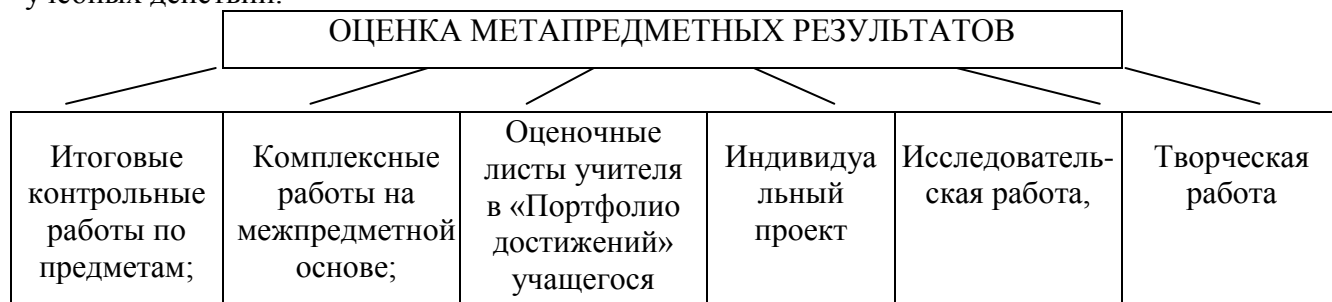 учебных действий.
ОЦЕНКА МЕТАПРЕДМЕТНЫХ РЕЗУЛЬТАТОВ
Итоговые
контрольные
работы по
предметам;
Комплексные
работы на
межпредметной
основе;
Оценочные
листы учителя
в «Портфолио
достижений»
учащегося
Индивидуа
льный
проект
Исследователь-
ская работа,
Творческая
работа